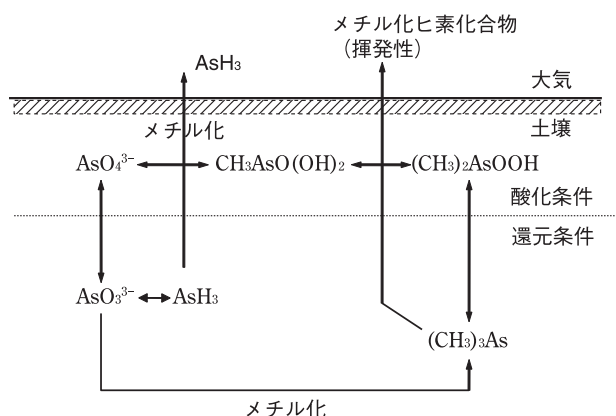 メチル化ヒ素化合物
（揮発性）
AsH₃
大気
土壌
メチル化
AsO₄³⁻
CH₃AsO(OH)₂
(CH₃)₂AsOOH
酸化条件
還元条件
AsO₃³⁻
AsH₃
(CH₃)₃As
メチル化